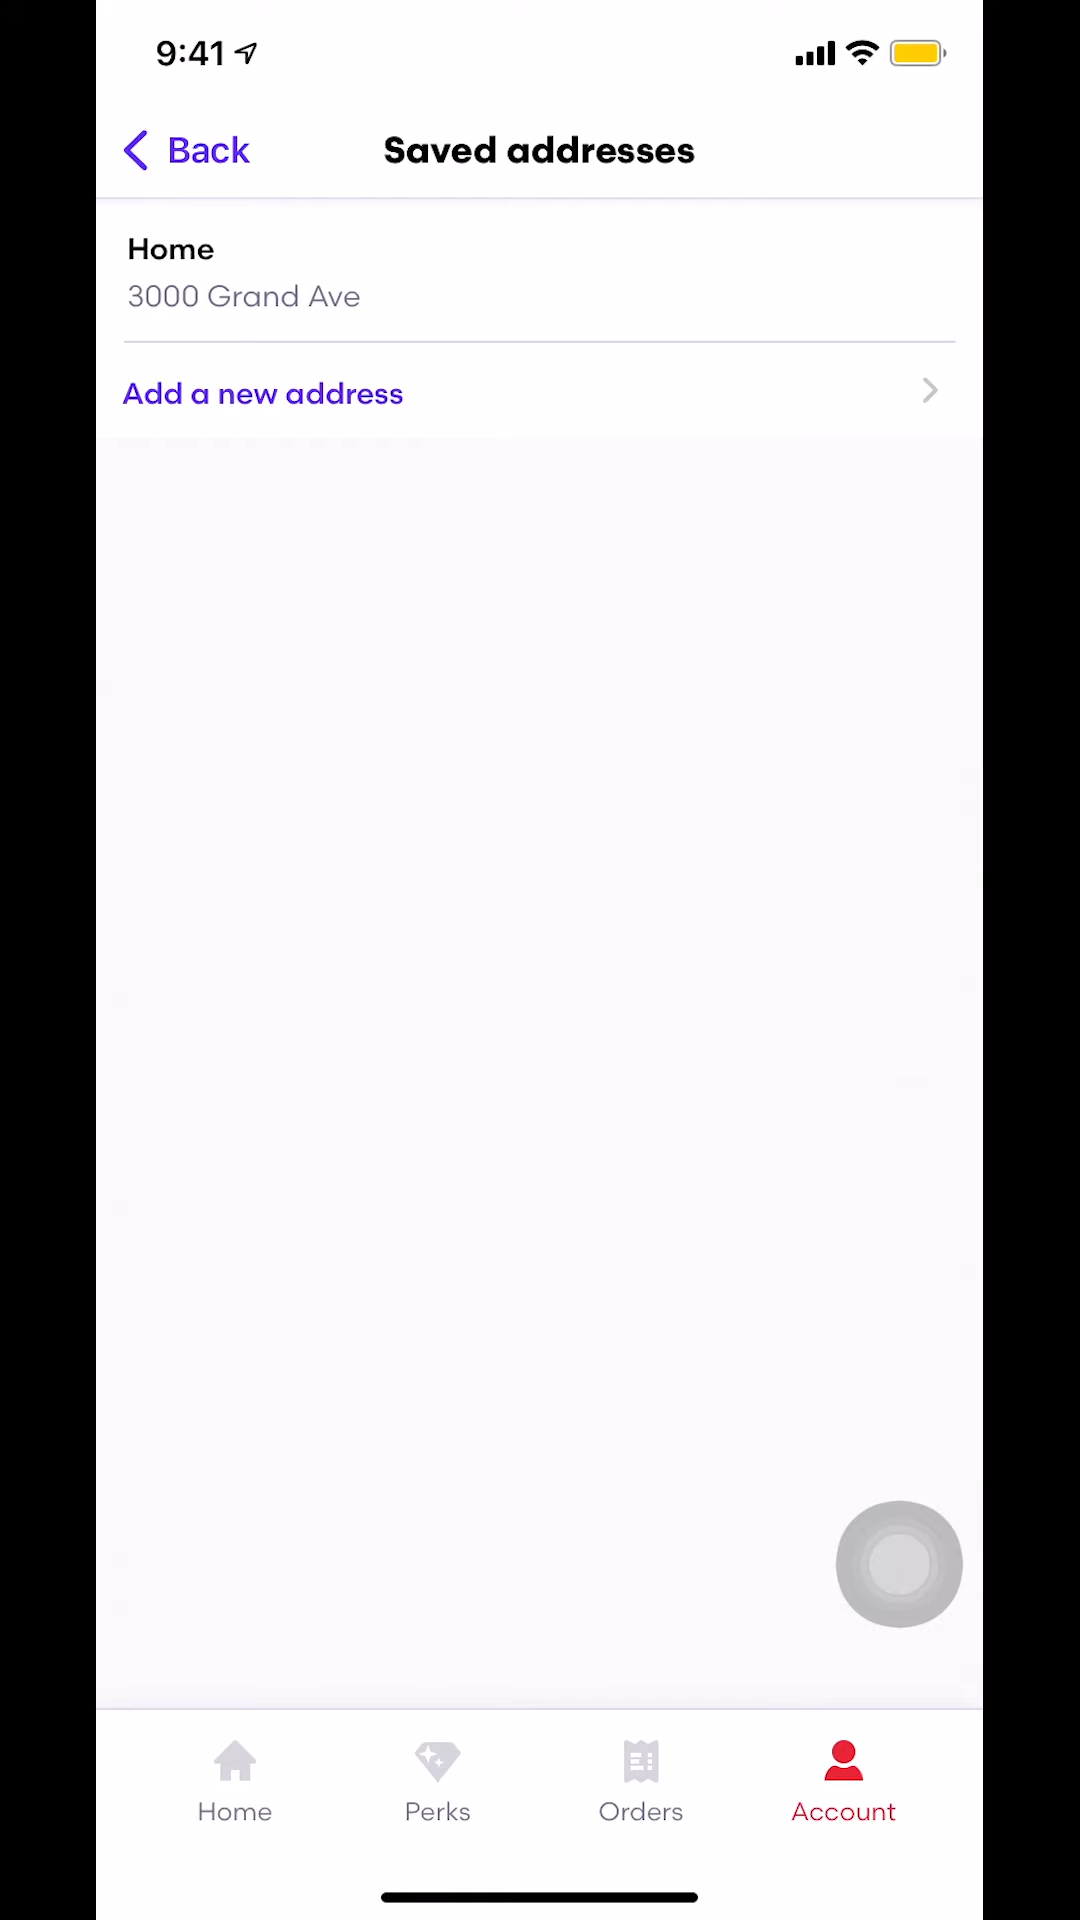 9:41
Back
Saved addresses
Home
3000 Grand Ave
Add a new address
Home
Perks
Orders
Account